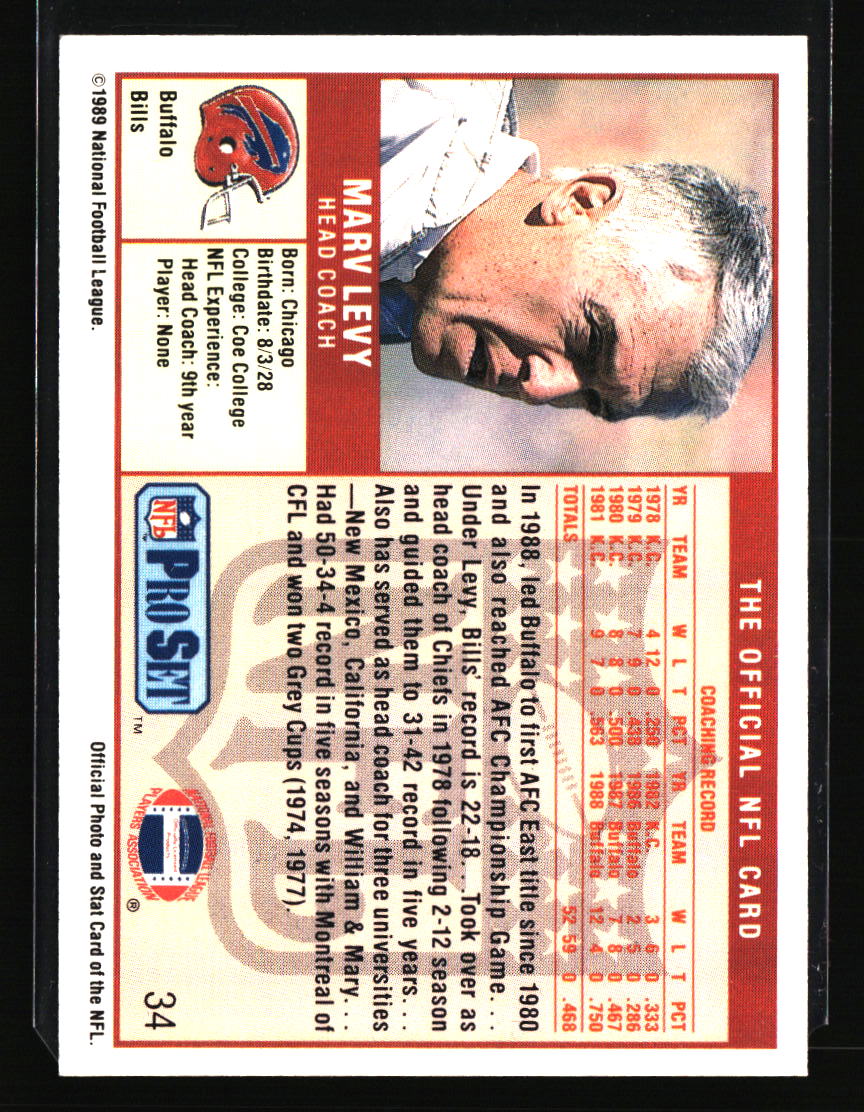 THE OFFICIAL NFL CARD
MARV LEVY
HEAD COACH
Buffalo
Bills
Born: Chicago
Birthdate: 8/3/28
College: Coe College
NFL Experience:
Head Coach: 9th year
Player: None
COACHING RECORD
YR TEAM W L T PCT YR TEAM W L T PCT
1978 K.C. 4 12 0 .250 1982 K.C. 3 6 0 .333
1979 K.C. 7 9 0 .438 1986 Buffalo 2 5 0 .286
1980 K.C. 8 8 0 .500 1987 Buffalo 7 8 0 .467
1981 K.C. 9 7 0 .563 1988 Buffalo 12 4 0 .750
TOTALS 52 59 0 .468
In 1988, led Buffalo to first AFC East title since 1980
and also reached AFC Championship Game...
Under Levy, Bills' record is 22-18... Took over as
head coach of Chiefs in 1978 following 2-12 season
and guided them to 31-42 record in five years...
Also has served as head coach for three universities
—New Mexico, California, and William & Mary...
Had 50-34-4 record in five seasons with Montreal of
CFL and won two Grey Cups (1974, 1977).
NFL PRO SET ™
NATIONAL FOOTBALL LEAGUE
PLAYERS ASSOCIATION ®
34
©1989 National Football League.
Official Photo and Stat Card of the NFL.